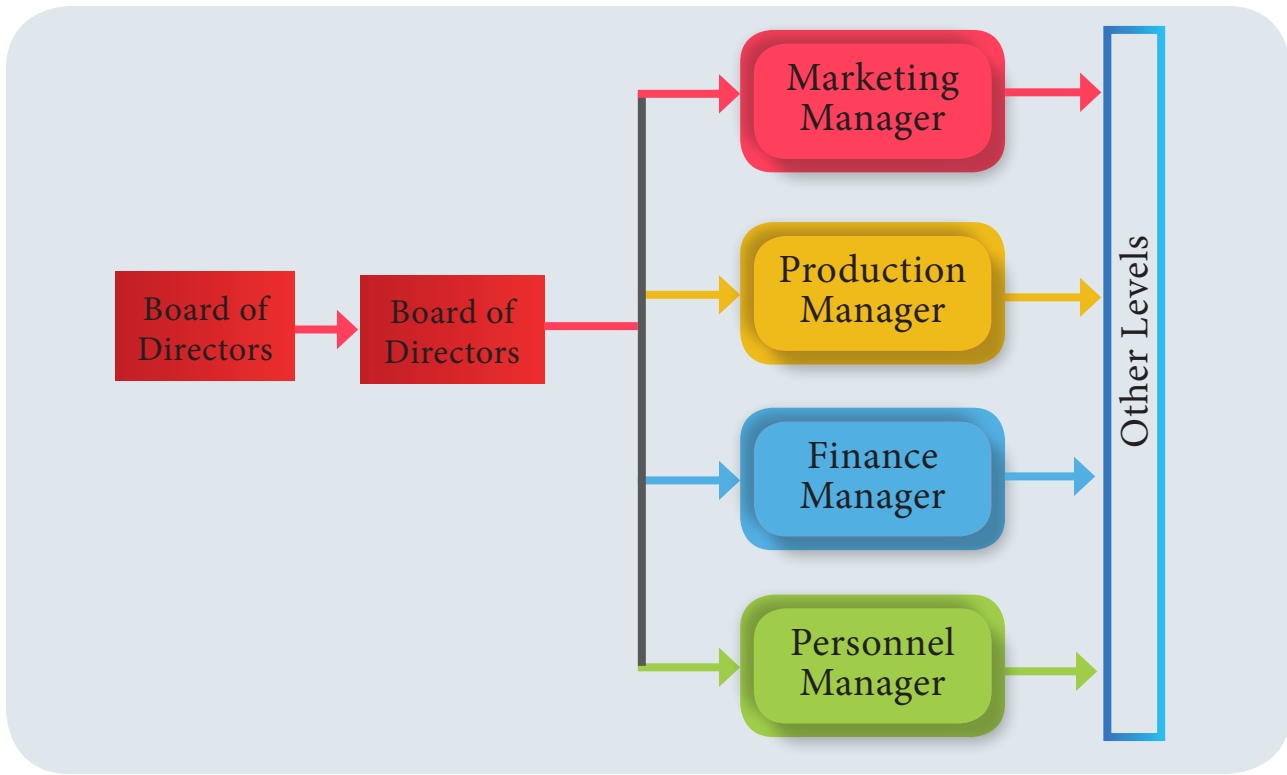 Board of
Directors
Board of
Directors
Marketing
Manager
Production
Manager
Finance
Manager
Personnel
Manager
Other Levels